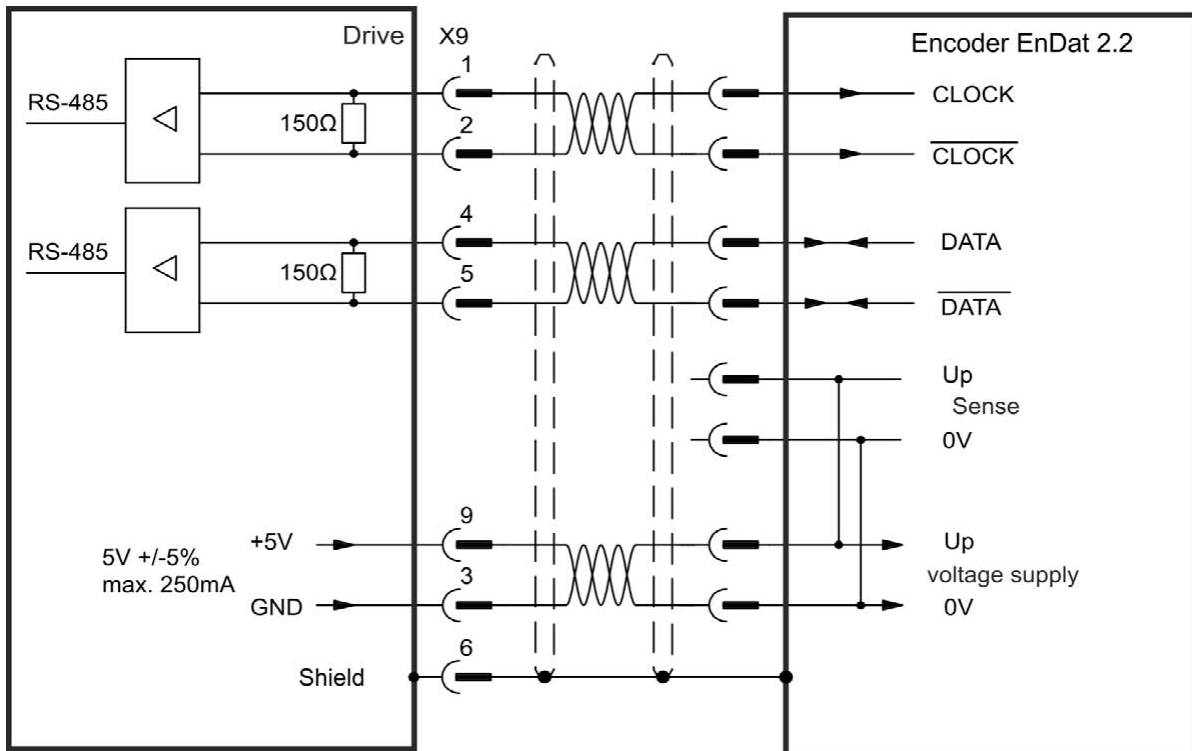 Drive
X9
Encoder EnDat 2.2
RS-485
150Ω
1
2
CLOCK
CLOCK
RS-485
150Ω
4
5
DATA
DATA
Up
Sense
0V
5V +/-5%
max. 250mA
+5V
GND
9
3
Up
voltage supply
0V
Shield
6